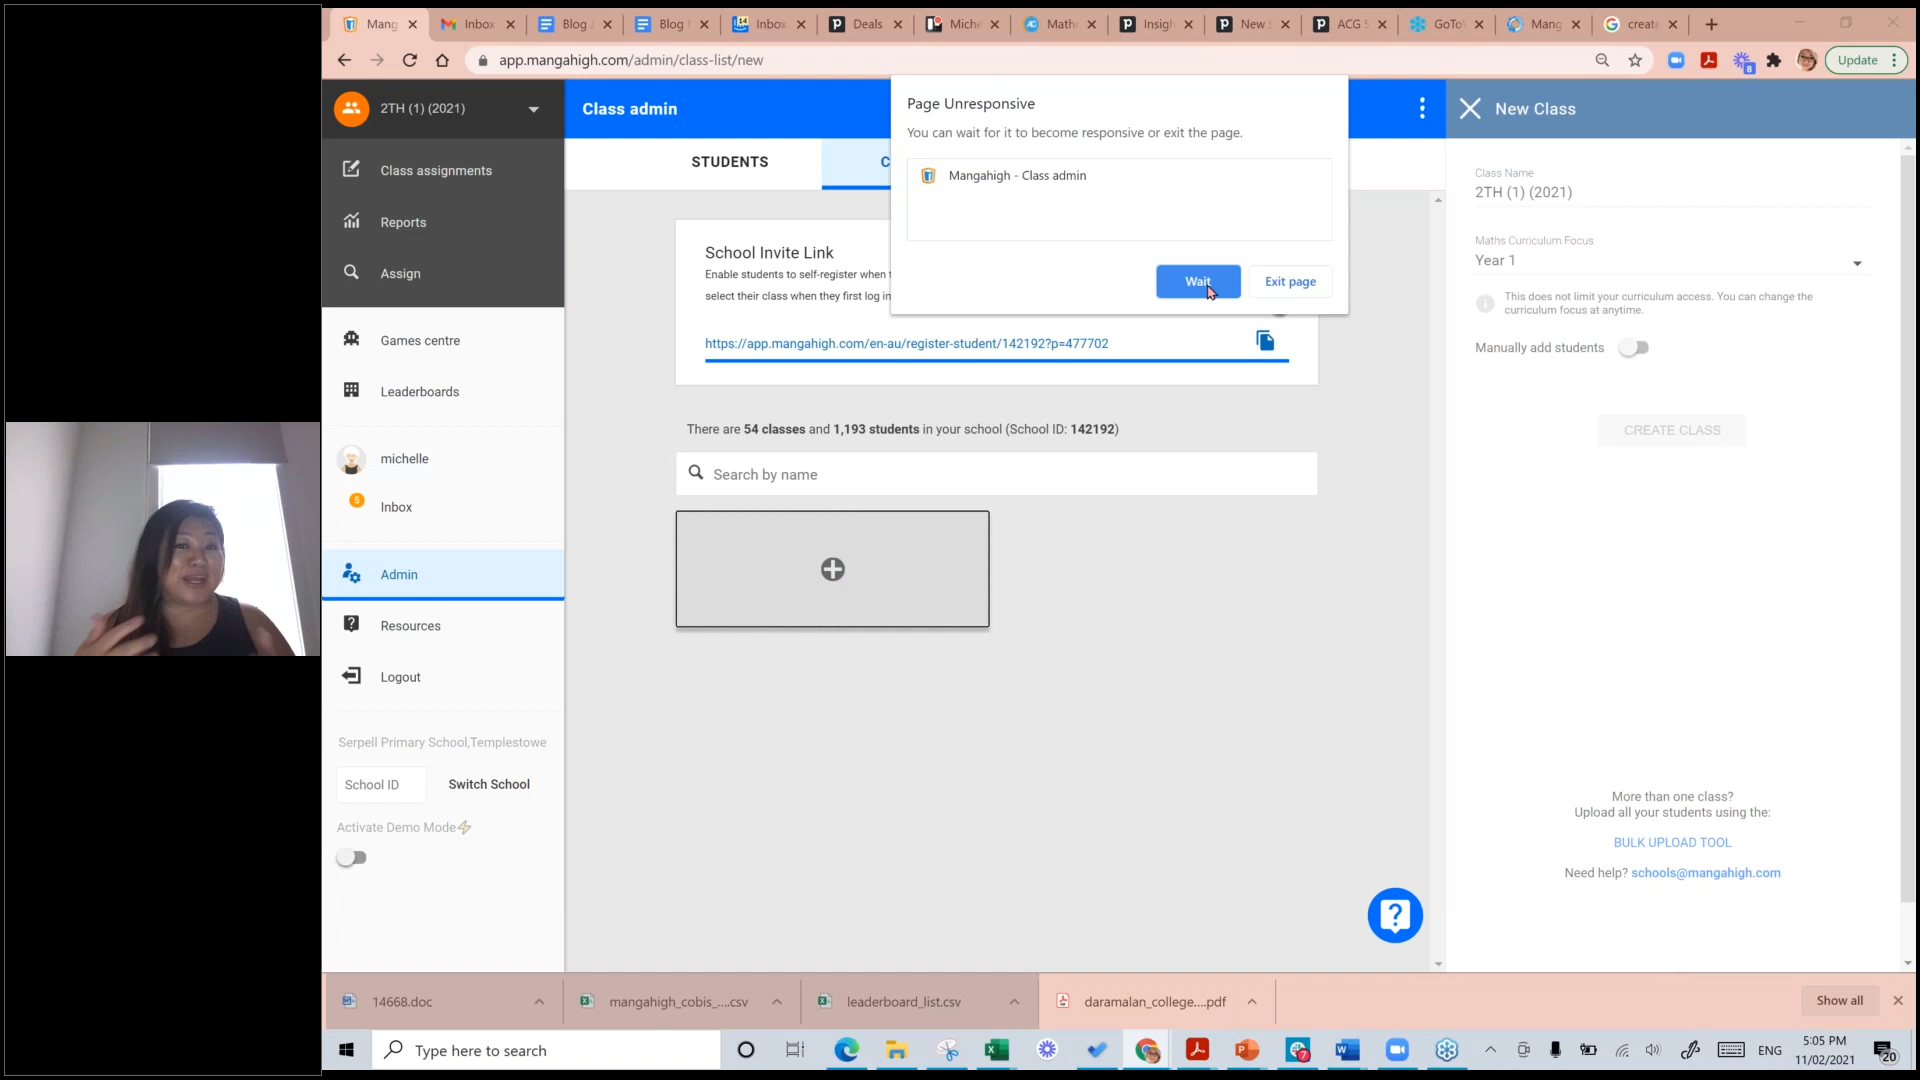 Mang
Inbox
Blog
Blog
Inbox
Deals
Miche
Math
Insigh
New
ACG S
GoTo
Mang
create
app.mangahigh.com/admin/class-list/new
8
Update
2TH (1) (2021)
Class admin
Page Unresponsive
You can wait for it to become responsive or exit the page.
Mangahigh - Class admin
Wait
Exit page
New Class
Class assignments
Reports
Assign
Games centre
Leaderboards
michelle
5
Inbox
Admin
Resources
Logout
Serpell Primary School,Templestowe
School ID
Switch School
Activate Demo Mode
STUDENTS
C
School Invite Link
Enable students to self-register when
select their class when they first log in
https://app.mangahigh.com/en-au/register-student/142192?p=477702
There are 54 classes and 1,193 students in your school (School ID: 142192)
Search by name
Class Name
2TH (1) (2021)
Maths Curriculum Focus
Year 1
This does not limit your curriculum access. You can change the
curriculum focus at anytime.
Manually add students
CREATE CLASS
More than one class?
Upload all your students using the:
BULK UPLOAD TOOL
Need help? schools@mangahigh.com
14668.doc
mangahigh_cobis_....csv
leaderboard_list.csv
daramalan_college....pdf
Show all
Type here to search
7
ENG
5:05 PM
11/02/2021
20